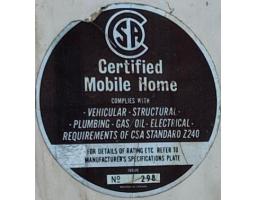 CSA
Certified
Mobile Home
COMPLIES WITH
- VEHICULAR - STRUCTURAL -
- PLUMBING - GAS/OIL - ELECTRICAL -
REQUIREMENTS OF CSA STANDARD Z240
FOR DETAILS OF RATING ETC REFER TO
MANUFACTURER'S SPECIFICATIONS PLATE
ISSUE
Nº 298